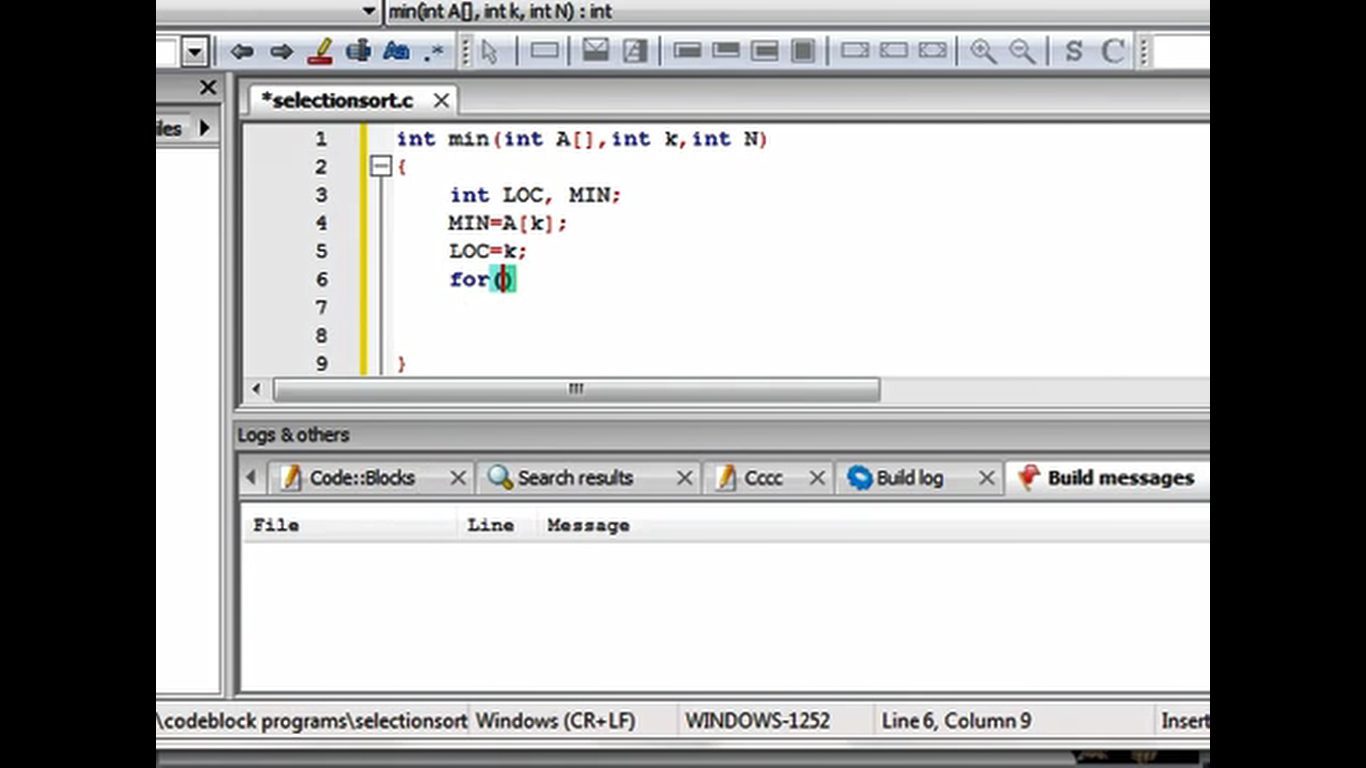 min(int A[], int k, int N) : int
Aa .*
S C
*selectionsort.c
iles
1 int min(int A[],int k,int N)
2 {
3 int LOC, MIN;
4 MIN=A[k];
5 LOC=k;
6 for()
7
8
9 }
Logs & others
Code::Blocks Search results Cccc Build log Build messages
File Line Message
\codeblock programs\selectionsort Windows (CR+LF) WINDOWS-1252 Line 6, Column 9 Insert